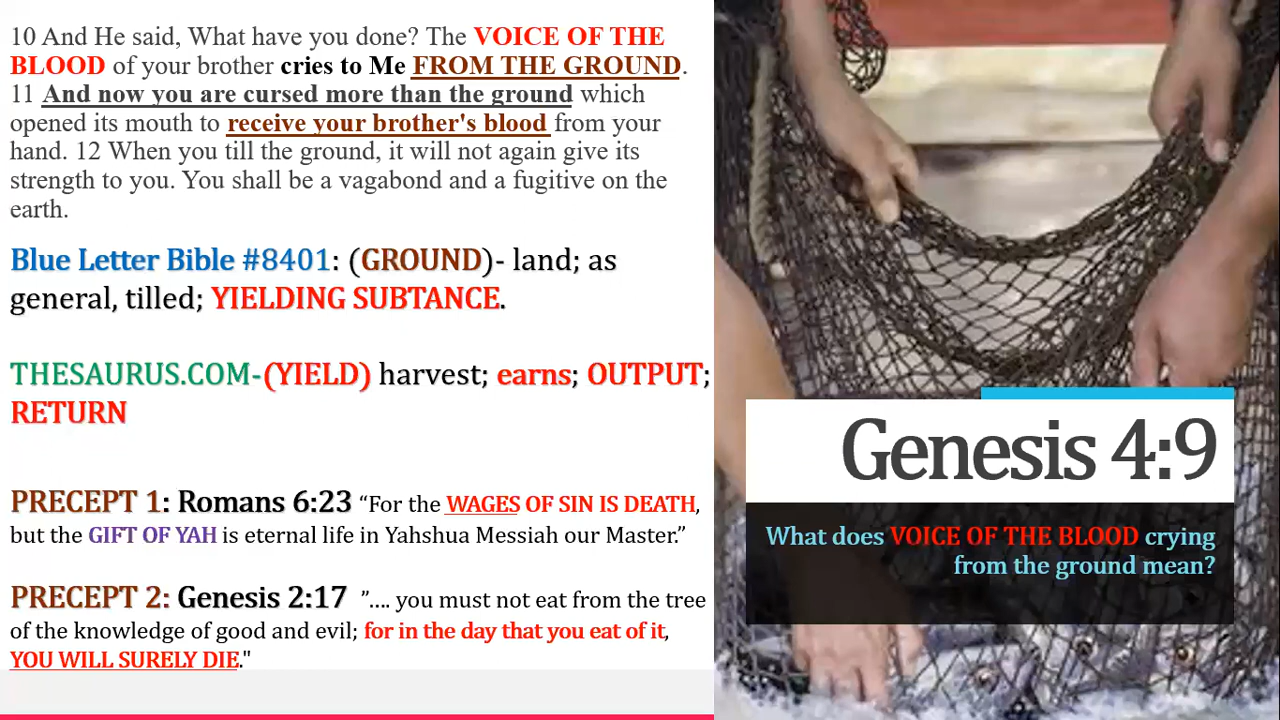 10 And He said, What have you done? The VOICE OF THE
BLOOD of your brother cries to Me FROM THE GROUND.
11 And now you are cursed more than the ground which
opened its mouth to receive your brother's blood from your
hand. 12 When you till the ground, it will not again give its
strength to you. You shall be a vagabond and a fugitive on the
earth.
Blue Letter Bible #8401: (GROUND)- land; as
general, tilled; YIELDING SUBTANCE.
THESAURUS.COM-(YIELD) harvest; earns; OUTPUT;
RETURN
PRECEPT 1: Romans 6:23 “For the WAGES OF SIN IS DEATH,
but the GIFT OF YAH is eternal life in Yahshua Messiah our Master.”
PRECEPT 2: Genesis 2:17 ”…. you must not eat from the tree
of the knowledge of good and evil; for in the day that you eat of it,
YOU WILL SURELY DIE."
Genesis 4:9
What does VOICE OF THE BLOOD crying
from the ground mean?